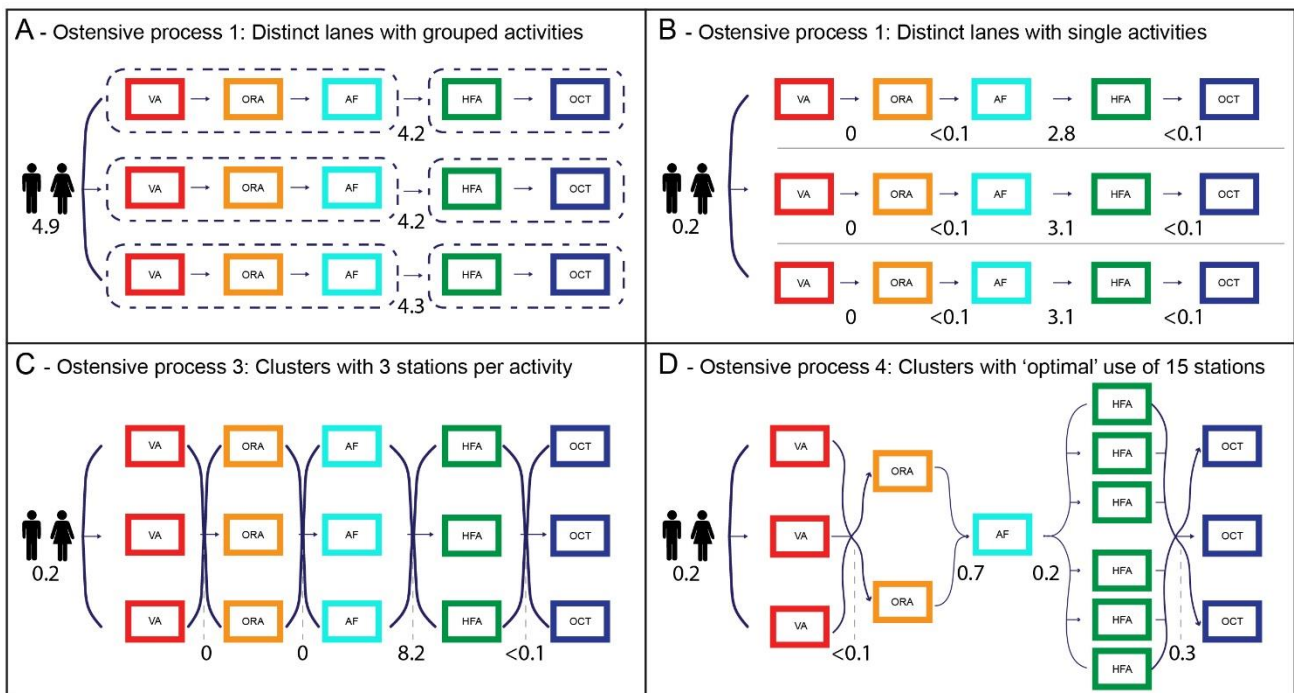 A - Ostensive process 1: Distinct lanes with grouped activities
VA ORA AF HFA OCT
4.2
VA ORA AF HFA OCT
4.9
4.2
VA ORA AF HFA OCT
4.3
B - Ostensive process 1: Distinct lanes with single activities
VA ORA AF HFA OCT
0 <0.1 2.8 <0.1
VA ORA AF HFA OCT
0.2
0 <0.1 3.1 <0.1
VA ORA AF HFA OCT
0 <0.1 3.1 <0.1
C - Ostensive process 3: Clusters with 3 stations per activity
VA ORA AF HFA OCT
VA ORA AF HFA OCT
0.2
VA ORA AF HFA OCT
0 0 8.2 <0.1
D - Ostensive process 4: Clusters with ‘optimal’ use of 15 stations
HFA
VA HFA OCT
ORA
HFA
VA AF OCT
0.2 0.7 0.2
HFA
ORA
VA HFA OCT
<0.1 0.3
HFA